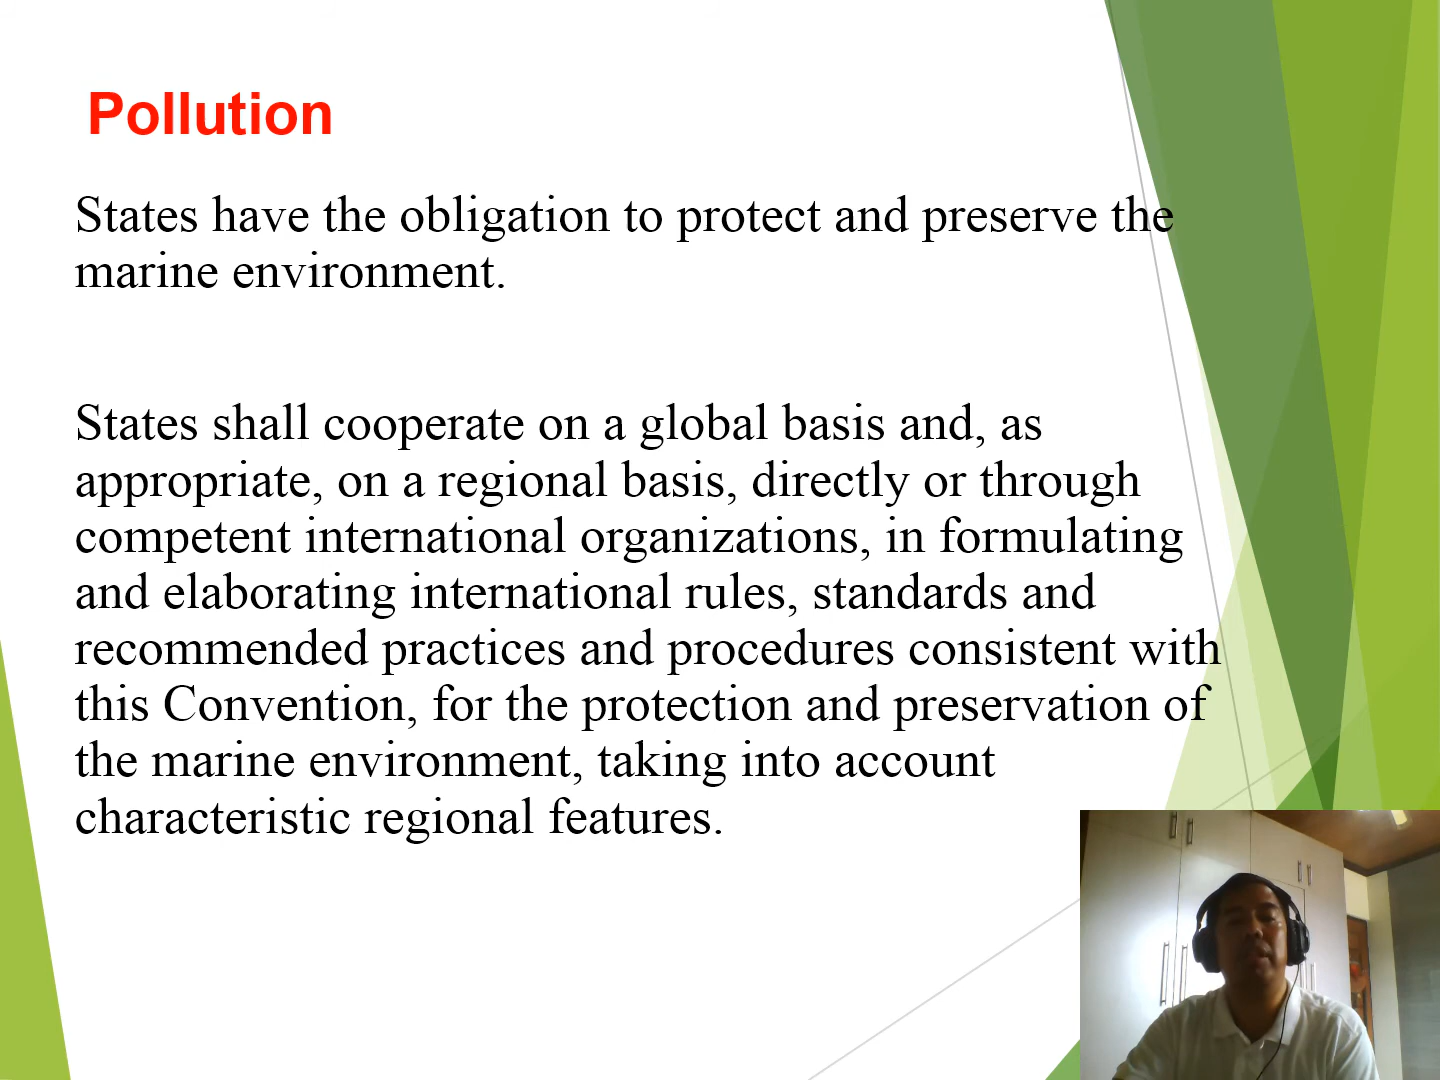 Pollution
States have the obligation to protect and preserve the
marine environment.
States shall cooperate on a global basis and, as
appropriate, on a regional basis, directly or through
competent international organizations, in formulating
and elaborating international rules, standards and
recommended practices and procedures consistent with
this Convention, for the protection and preservation of
the marine environment, taking into account
characteristic regional features.